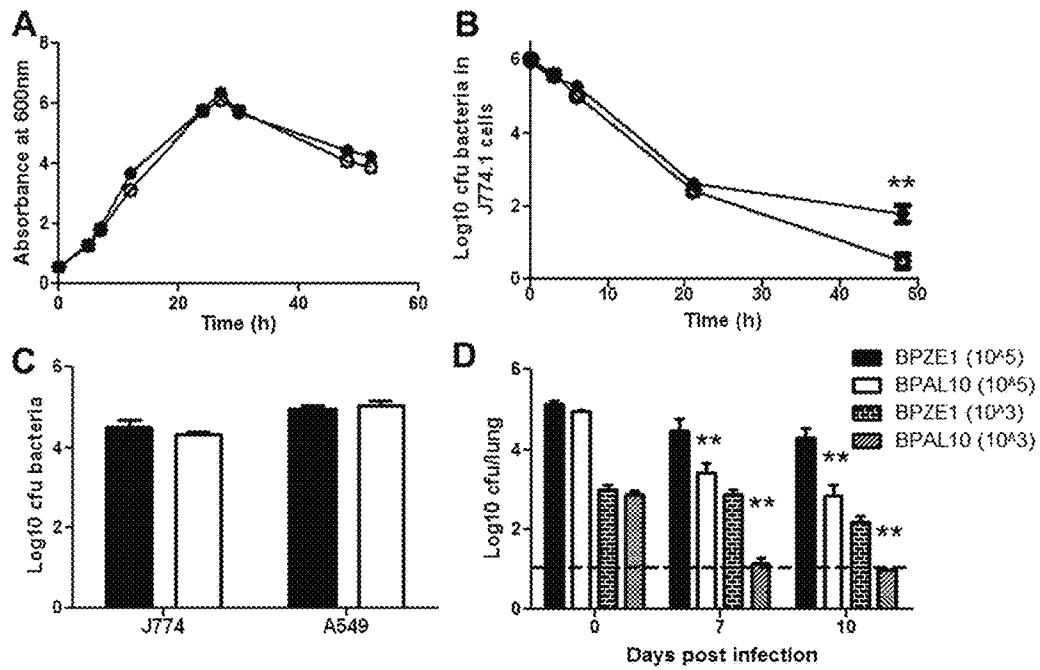 A
Absorbance at 600nm
8
6
4
2
0
0 20 40 60
Time (h)
B
Log10 cfu bacteria in
J774.1 cells
6
4
2
0
**
0 10 20 30 40 50
Time (h)
C
Log10 cfu bacteria
6
4
2
0
J774 A549
D
Log10 cfu/lung
6
4
2
0
** ** ** **
0 7 10
Days post infection
BPZE1 (10^5)
BPAL10 (10^5)
BPZE1 (10^3)
BPAL10 (10^3)